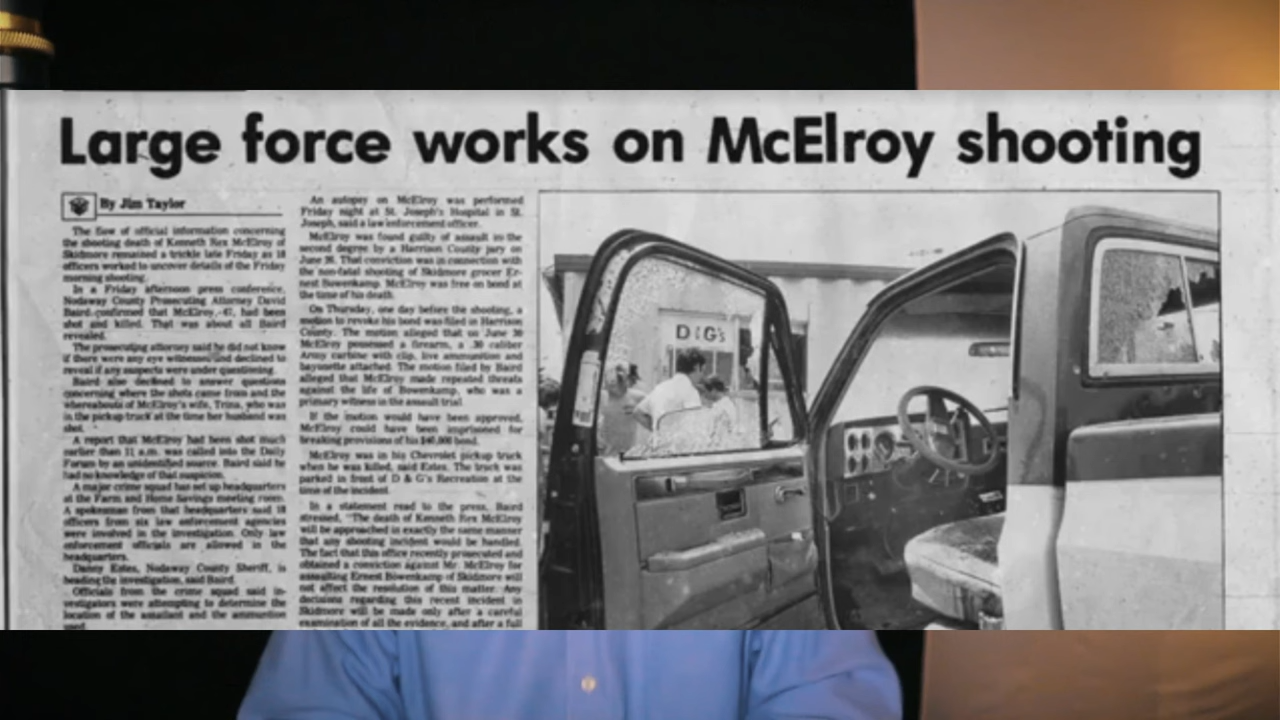 Large force works on McElroy shooting
By Jim Taylor
The flow of official information concerning
the shooting death of Kenneth Rex McElroy of
Skidmore remained a trickle late Friday as 18
officers worked to uncover details of the Friday
morning shooting.
In a Friday afternoon press conference,
Nodaway County Prosecuting Attorney David
Baird confirmed that McElroy, 47, had been
shot and killed. That was about all Baird
revealed.
The prosecuting attorney said he did not know
if there were any eye witnesses and declined to
reveal if any suspects were under questioning.
Baird also declined to answer questions
concerning where the shots came from and the
whereabouts of McElroy's wife, Trina, who was
in the pickup truck at the time her husband was
shot.
A report that McElroy had been shot much
earlier than 11 a.m. was called into the Daily
Forum by an unidentified source. Baird said he
had no knowledge of that suspicion.
A major crime squad has set up headquarters
at the Farm and Home Savings meeting room.
A spokesman from that headquarters said 18
officers from six law enforcement agencies
were involved in the investigation. Only law
enforcement officials are allowed in the
headquarters.
Danny Estes, Nodaway County Sheriff, is
heading the investigation, said Baird.
Officials from the crime squad said in-
vestigators were attempting to determine the
location of the assailant and the ammunition
used.
An autopsy on McElroy was performed
Friday night at St. Joseph's Hospital in St.
Joseph, said a law enforcement officer.
McElroy was found guilty of assault in the
second degree by a Harrison County jury on
June 26. That conviction was in connection with
the non-fatal shooting of Skidmore grocer Er-
nest Bowenkamp. McElroy was free on bond at
the time of his death.
On Thursday, one day before the shooting, a
motion to revoke his bond was filed in Harrison
County. The motion alleged that on June 30
McElroy possessed a firearm, a .30 caliber
Army carbine with clip, live ammunition and
bayonette attached. The motion filed by Baird
alleged that McElroy made repeated threats
against the life of Bowenkamp, who was a
primary witness in the assault trial.
If the motion would have been approved,
McElroy could have been imprisoned for
breaking provisions of his $40,000 bond.
McElroy was in his Chevrolet pickup truck
when he was killed, said Estes. The truck was
parked in front of D & G's Recreation at the
time of the incident.
In a statement read to the press, Baird
stressed, "The death of Kenneth Rex McElroy
will be approached in exactly the same manner
that any shooting incident would be handled.
The fact that this office recently prosecuted and
obtained a conviction against Mr. McElroy for
assaulting Ernest Bowenkamp of Skidmore will
not affect the resolution of this matter. Any
decisions regarding this recent incident in
Skidmore will be made only after a careful
examination of all the evidence, and after a full
D&G's